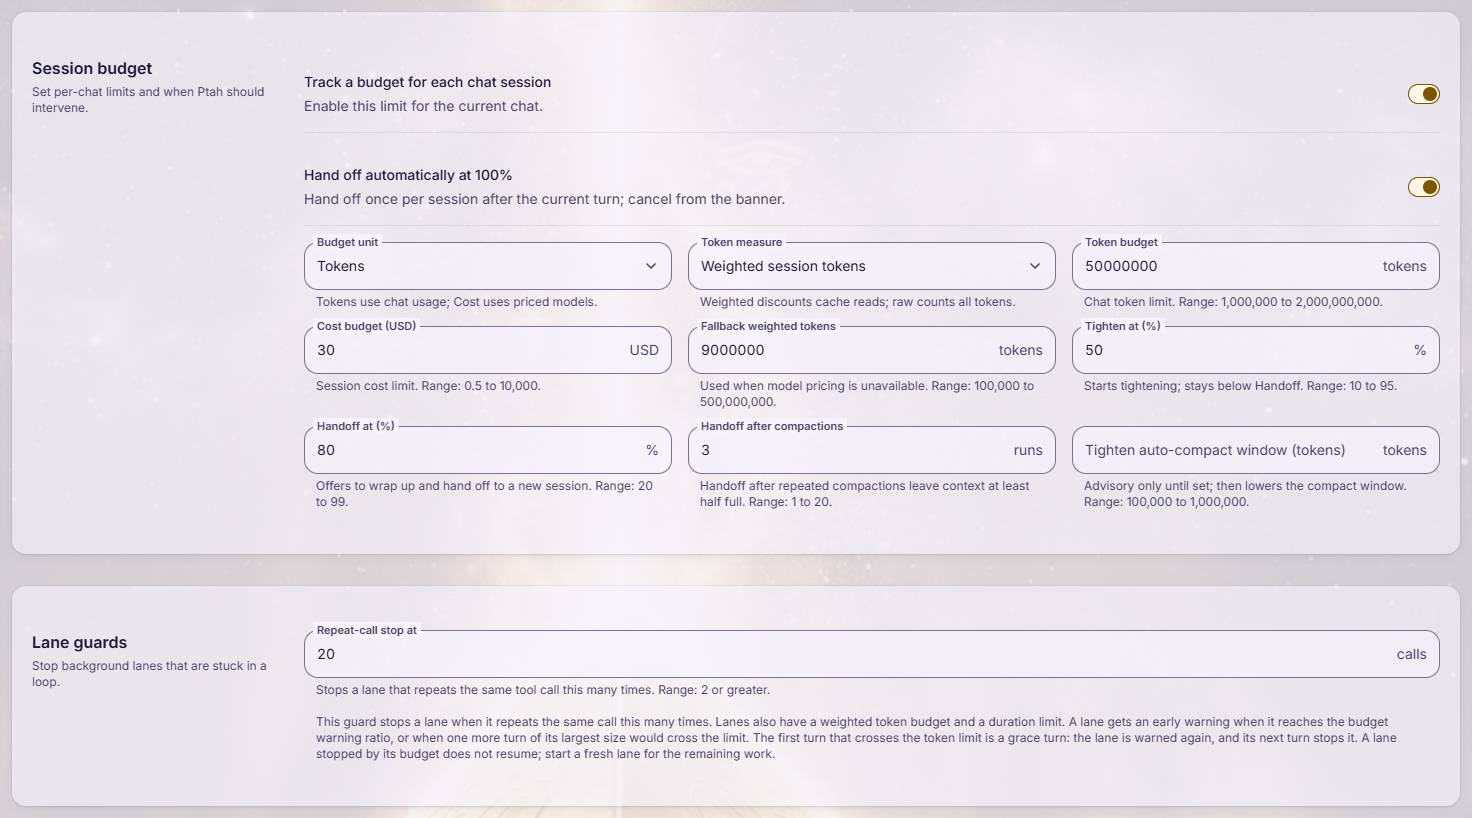 Session budget
Set per-chat limits and when Ptah should
intervene.
Track a budget for each chat session
Enable this limit for the current chat.
Hand off automatically at 100%
Hand off once per session after the current turn; cancel from the banner.
Budget unit
Tokens
Tokens use chat usage; Cost uses priced models.
Token measure
Weighted session tokens
Weighted discounts cache reads; raw counts all tokens.
Token budget
50000000 tokens
Chat token limit. Range: 1,000,000 to 2,000,000,000.
Cost budget (USD)
30 USD
Session cost limit. Range: 0.5 to 10,000.
Fallback weighted tokens
9000000 tokens
Used when model pricing is unavailable. Range: 100,000 to
500,000,000.
Tighten at (%)
50 %
Starts tightening; stays below Handoff. Range: 10 to 95.
Handoff at (%)
80 %
Offers to wrap up and hand off to a new session. Range: 20
to 99.
Handoff after compactions
3 runs
Handoff after repeated compactions leave context at least
half full. Range: 1 to 20.
Tighten auto-compact window (tokens) tokens
Advisory only until set; then lowers the compact window.
Range: 100,000 to 1,000,000.
Lane guards
Stop background lanes that are stuck in a
loop.
Repeat-call stop at
20 calls
Stops a lane that repeats the same tool call this many times. Range: 2 or greater.
This guard stops a lane when it repeats the same call this many times. Lanes also have a weighted token budget and a duration limit. A lane gets an early warning when it reaches the budget
warning ratio, or when one more turn of its largest size would cross the limit. The first turn that crosses the token limit is a grace turn: the lane is warned again, and its next turn stops it. A lane
stopped by its budget does not resume; start a fresh lane for the remaining work.